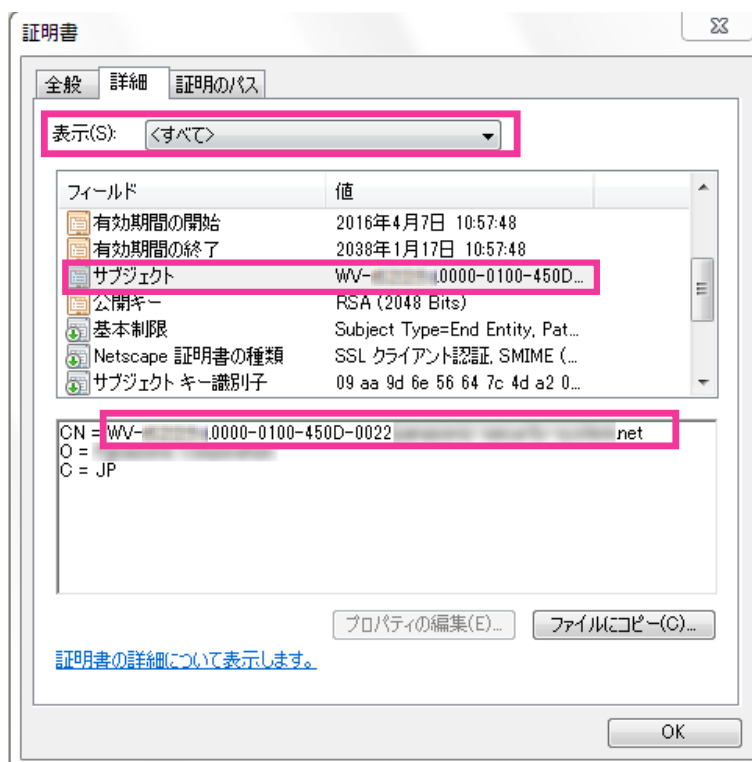 証明書
全般 詳細 証明のパス
表示(S): <すべて>
フィールド 値
有効期間の開始 2016年4月7日 10:57:48
有効期間の終了 2038年1月17日 10:57:48
サブジェクト WV- .0000-0100-450D...
公開キー RSA (2048 Bits)
基本制限 Subject Type=End Entity, Pat...
Netscape 証明書の種類 SSL クライアント認証, SMIME (...
サブジェクト キー識別子 09 aa 9d 6e 56 64 7c 4d a2 0...
CN = WV- .0000-0100-450D-0022 net
O =
C = JP
プロパティの編集(E)... ファイルにコピー(C)...
証明書の詳細について表示します。
OK